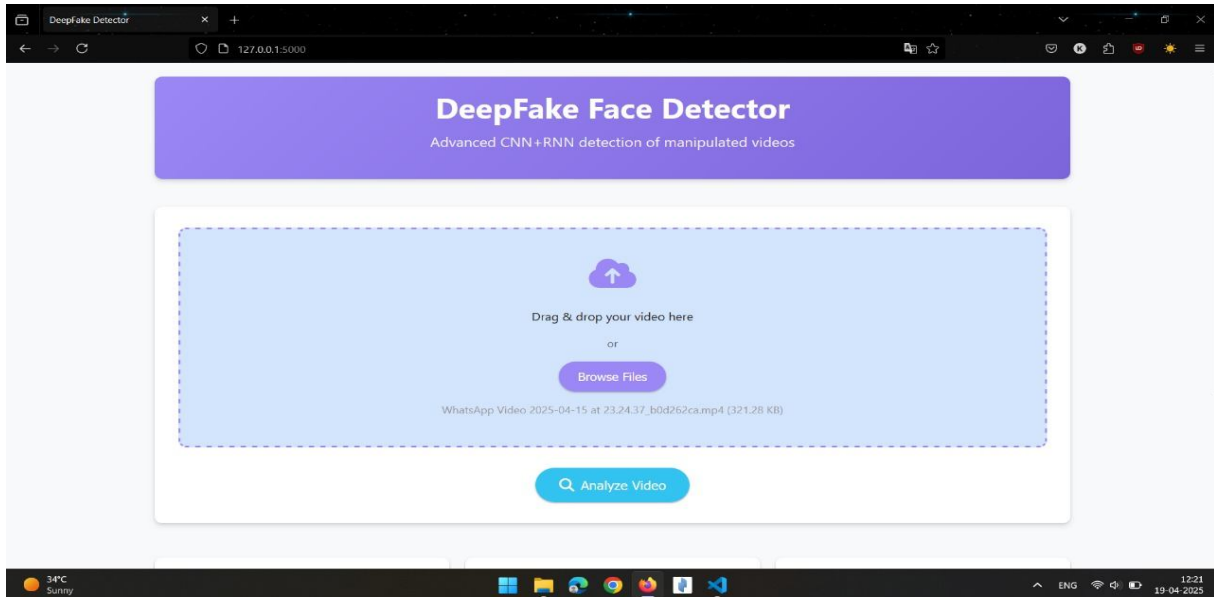 DeepFake Detector
127.0.0.1:5000
DeepFake Face Detector
Advanced CNN+RNN detection of manipulated videos
Drag & drop your video here
or
Browse Files
WhatsApp Video 2025-04-15 at 23.24.37_b0d262ca.mp4 (321.28 KB)
Analyze Video
34°C
Sunny
ENG
12:21
19-04-2025